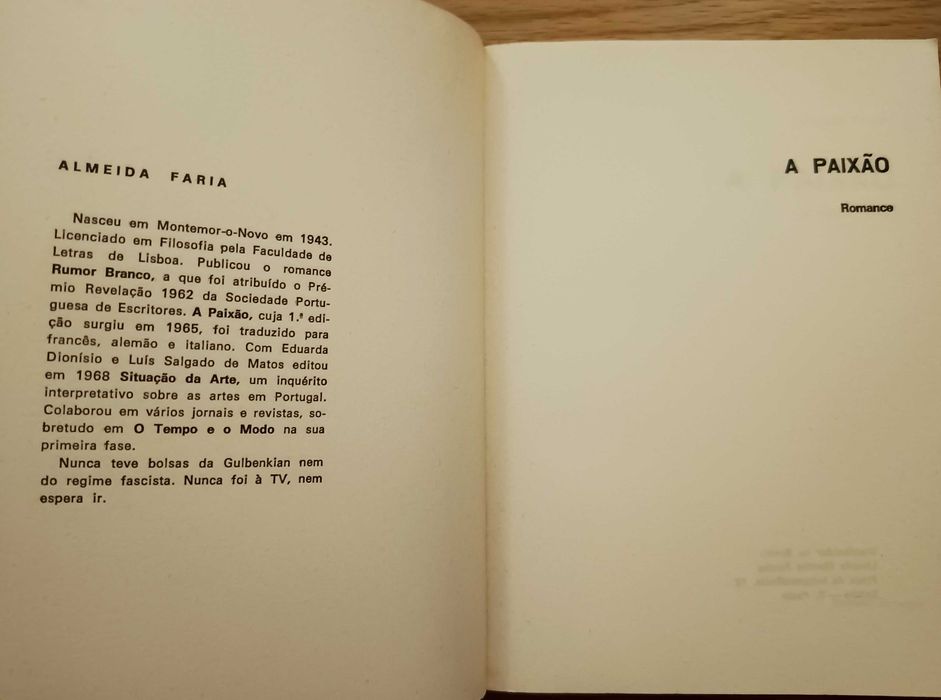 ALMEIDA FARIA
Nasceu em Montemor-o-Novo em 1943.
Licenciado em Filosofia pela Faculdade de
Letras de Lisboa. Publicou o romance
Rumor Branco, a que foi atribuído o Pré-
mio Revelação 1962 da Sociedade Portu-
guesa de Escritores. A Paixão, cuja 1.ª edi-
ção surgiu em 1965, foi traduzido para
francês, alemão e italiano. Com Eduarda
Dionísio e Luís Salgado de Matos editou
em 1968 Situação da Arte, um inquérito
interpretativo sobre as artes em Portugal.
Colaborou em vários jornais e revistas, so-
bretudo em O Tempo e o Modo na sua
primeira fase.
Nunca teve bolsas da Gulbenkian nem
do regime fascista. Nunca foi à TV, nem
espera ir.
A PAIXÃO
Romance